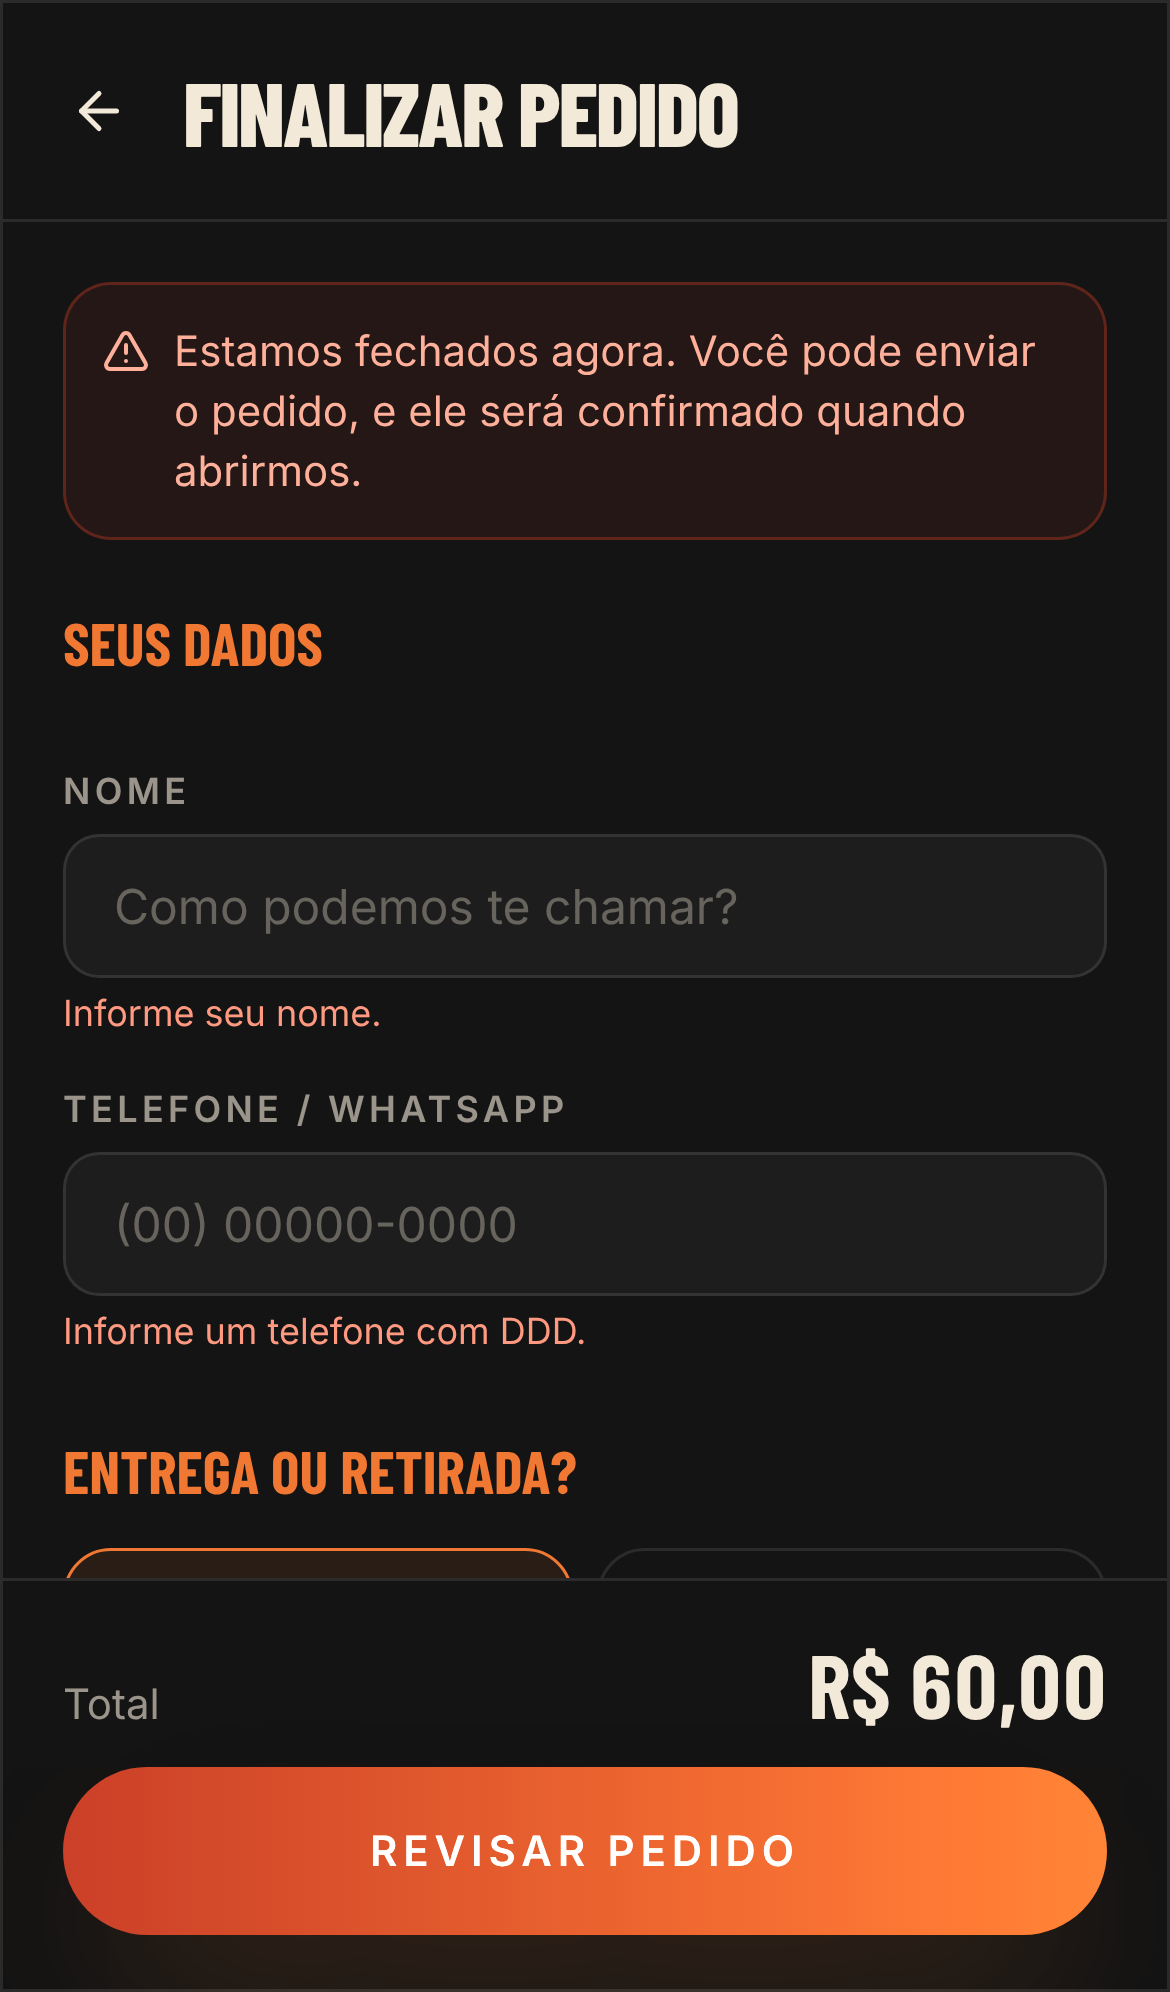 FINALIZAR PEDIDO
Estamos fechados agora. Você pode enviar
o pedido, e ele será confirmado quando
abrirmos.
SEUS DADOS
NOME
Como podemos te chamar?
Informe seu nome.
TELEFONE / WHATSAPP
(00) 00000-0000
Informe um telefone com DDD.
ENTREGA OU RETIRADA?
Total
R$ 60,00
REVISAR PEDIDO